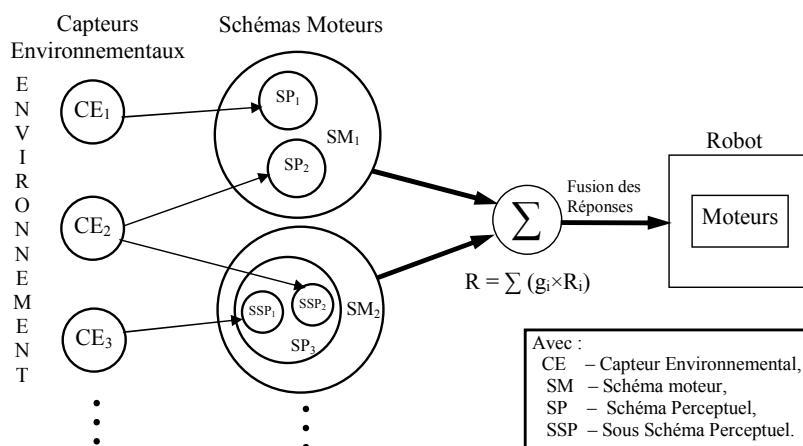 Capteurs
Environnementaux
Schémas Moteurs
ENVIRONNEMENT
CE₁
CE₂
CE₃
SP₁
SP₂
SM₁
SSP₁
SSP₂
SP₃
SM₂
∑
R = ∑ (gᵢ×Rᵢ)
Fusion des
Réponses
Robot
Moteurs
Avec :
CE – Capteur Environnemental,
SM – Schéma moteur,
SP – Schéma Perceptuel,
SSP – Sous Schéma Perceptuel.